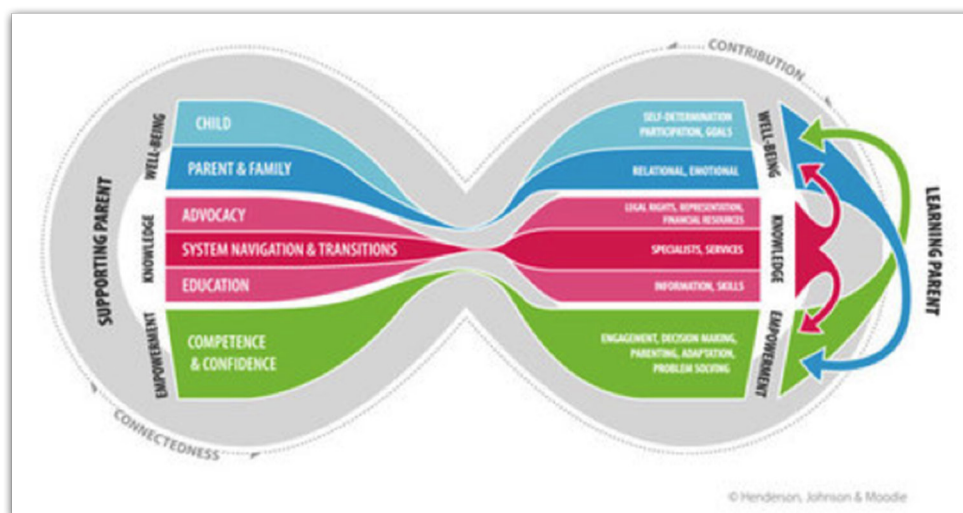 CONTRIBUTION
SUPPORTING PARENT
WELL-BEING
CHILD
PARENT & FAMILY
KNOWLEDGE
ADVOCACY
SYSTEM NAVIGATION & TRANSITIONS
EDUCATION
EMPOWERMENT
COMPETENCE
& CONFIDENCE
CONNECTEDNESS
SELF-DETERMINATION
PARTICIPATION, GOALS
RELATIONAL, EMOTIONAL
WELL-BEING
LEGAL RIGHTS, REPRESENTATION,
FINANCIAL RESOURCES
SPECIALISTS, SERVICES
INFORMATION, SKILLS
KNOWLEDGE
ENGAGEMENT, DECISION MAKING,
PARENTING, ADAPTATION,
PROBLEM SOLVING
EMPOWERMENT
LEARNING PARENT
© Henderson, Johnson & Moodie